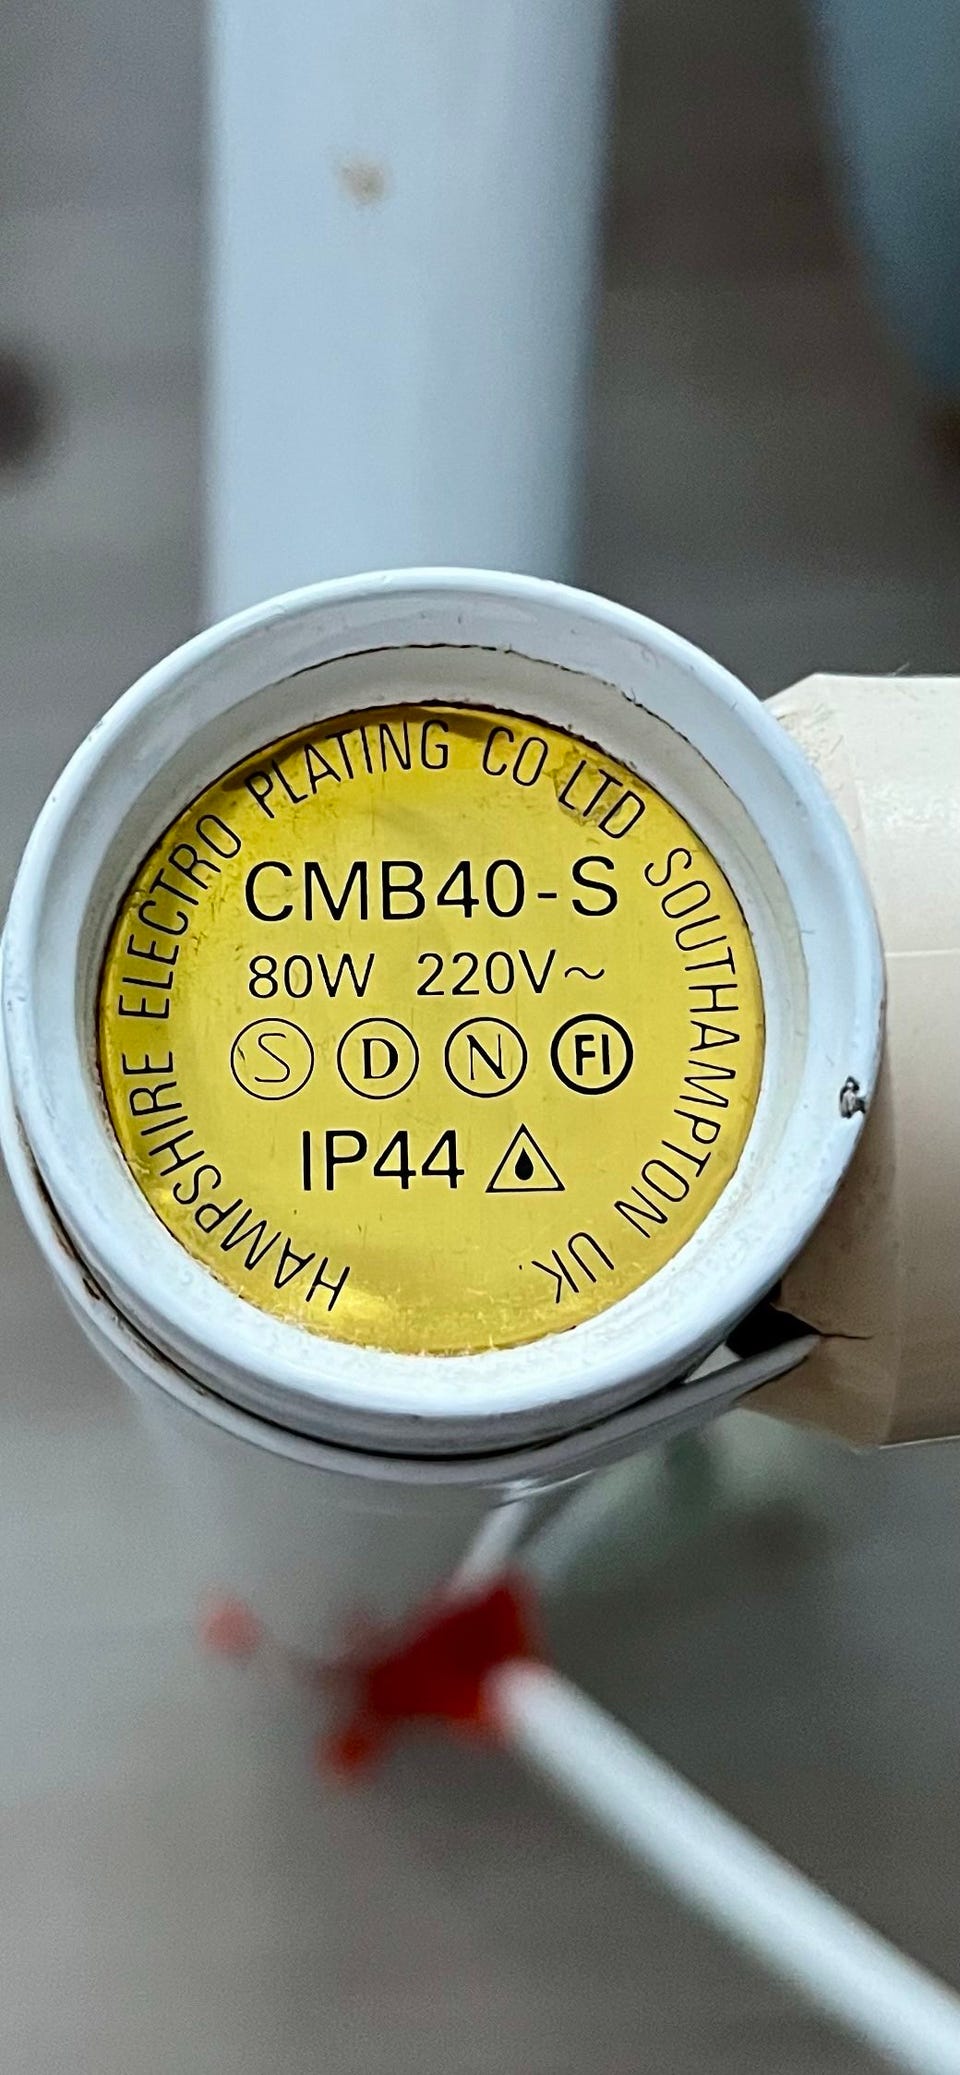 HAMPSHIRE ELECTRO PLATING CO LTD SOUTHAMPTON UK.
CMB40-S
80W 220V~
S D N FI
IP44